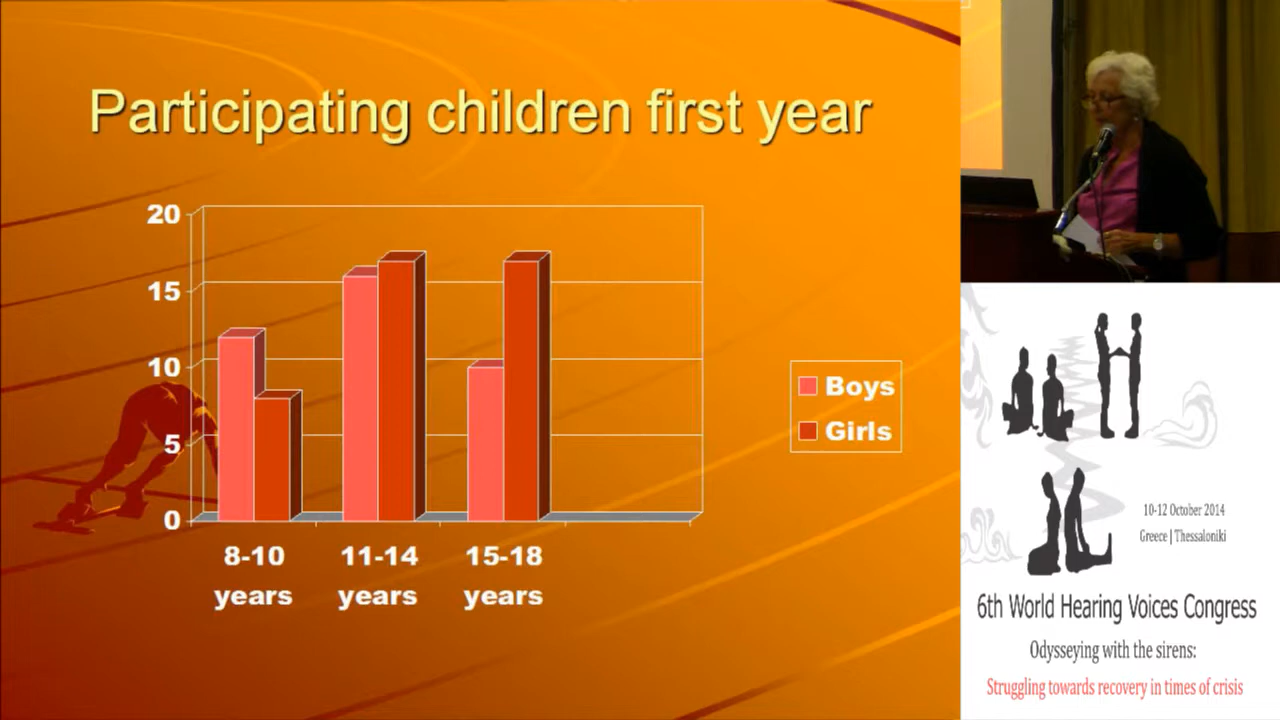 Participating children first year
20
15
10
5
0
8-10 years
11-14 years
15-18 years
Boys
Girls
10-12 October 2014
Greece | Thessaloniki
6th World Hearing Voices Congress
Odysseying with the sirens:
Struggling towards recovery in times of crisis